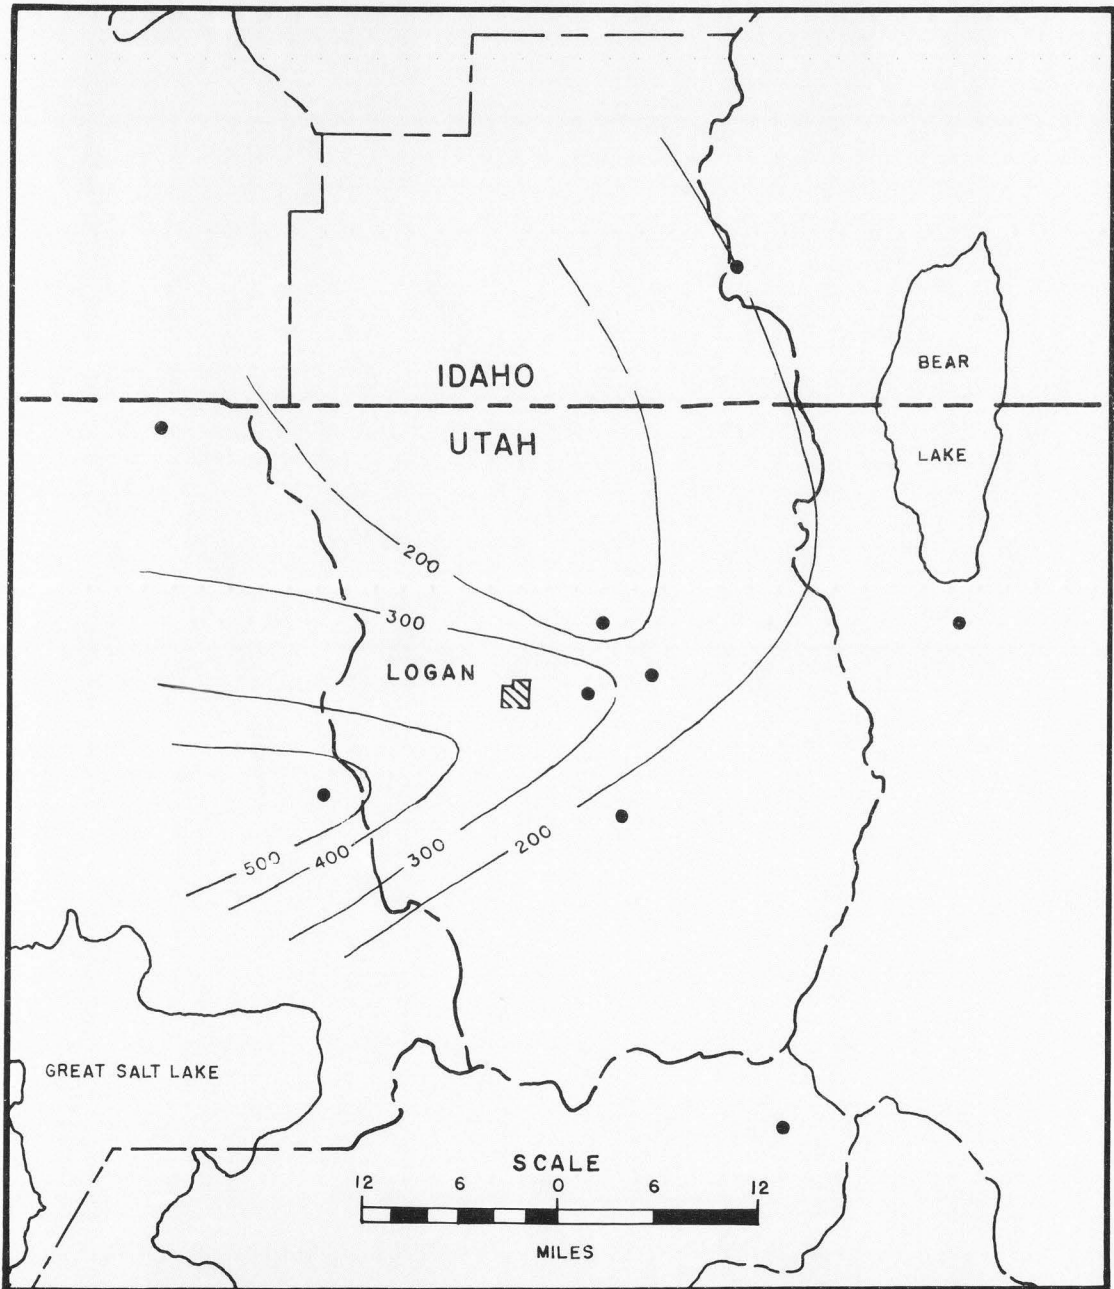 IDAHO
UTAH
BEAR
LAKE
200
300
LOGAN
500
400
300
200
GREAT SALT LAKE
SCALE
12 6 0 6 12
MILES